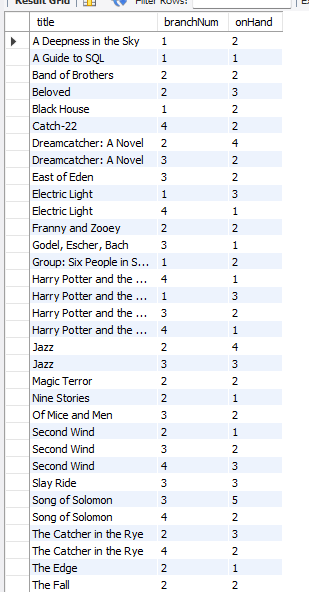 Result Grid Filter Rows:
title branchNum onHand
A Deepness in the Sky 1 2
A Guide to SQL 1 1
Band of Brothers 2 2
Beloved 2 3
Black House 1 2
Catch-22 4 2
Dreamcatcher: A Novel 2 4
Dreamcatcher: A Novel 3 2
East of Eden 3 2
Electric Light 1 3
Electric Light 4 1
Franny and Zooey 2 2
Godel, Escher, Bach 3 1
Group: Six People in S... 1 2
Harry Potter and the ... 4 1
Harry Potter and the ... 1 3
Harry Potter and the ... 3 2
Harry Potter and the ... 4 1
Jazz 2 4
Jazz 3 3
Magic Terror 2 2
Nine Stories 2 1
Of Mice and Men 3 2
Second Wind 2 1
Second Wind 3 2
Second Wind 4 3
Slay Ride 3 3
Song of Solomon 3 5
Song of Solomon 4 2
The Catcher in the Rye 2 3
The Catcher in the Rye 4 2
The Edge 2 1
The Fall 2 2